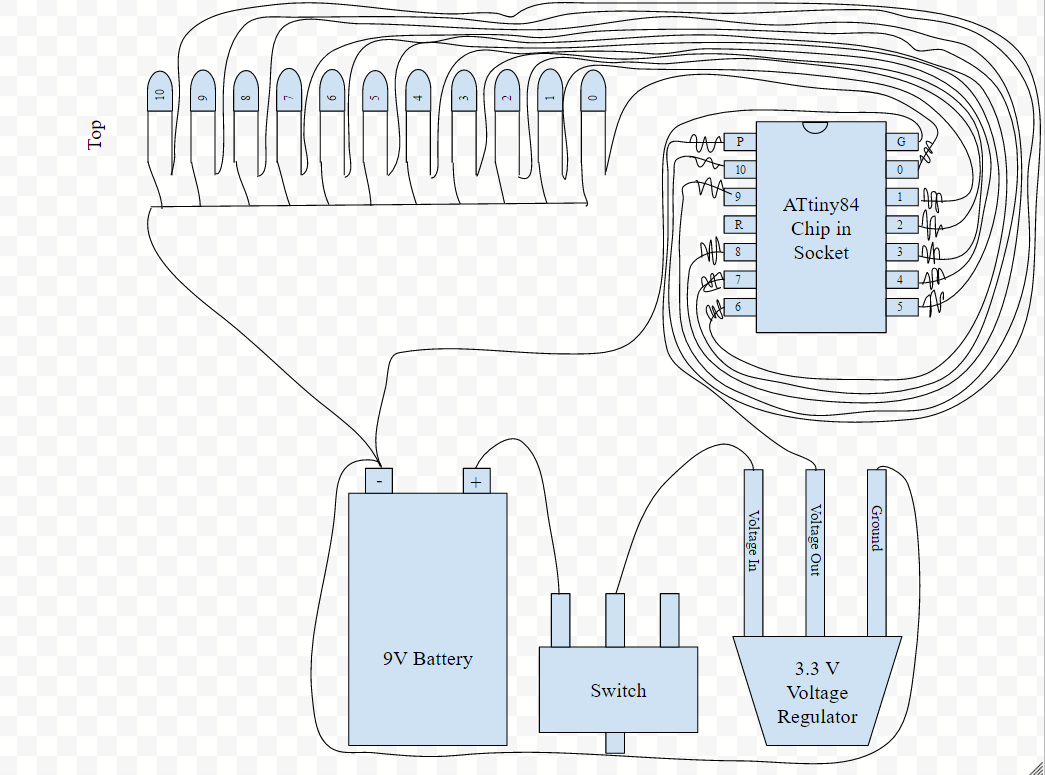 Top
10
9
8
7
6
5
4
3
2
1
0
P
10
9
R
8
7
6
ATtiny84
Chip in
Socket
G
0
1
2
3
4
5
-
+
9V Battery
Switch
Voltage In
Voltage Out
Ground
3.3 V
Voltage
Regulator